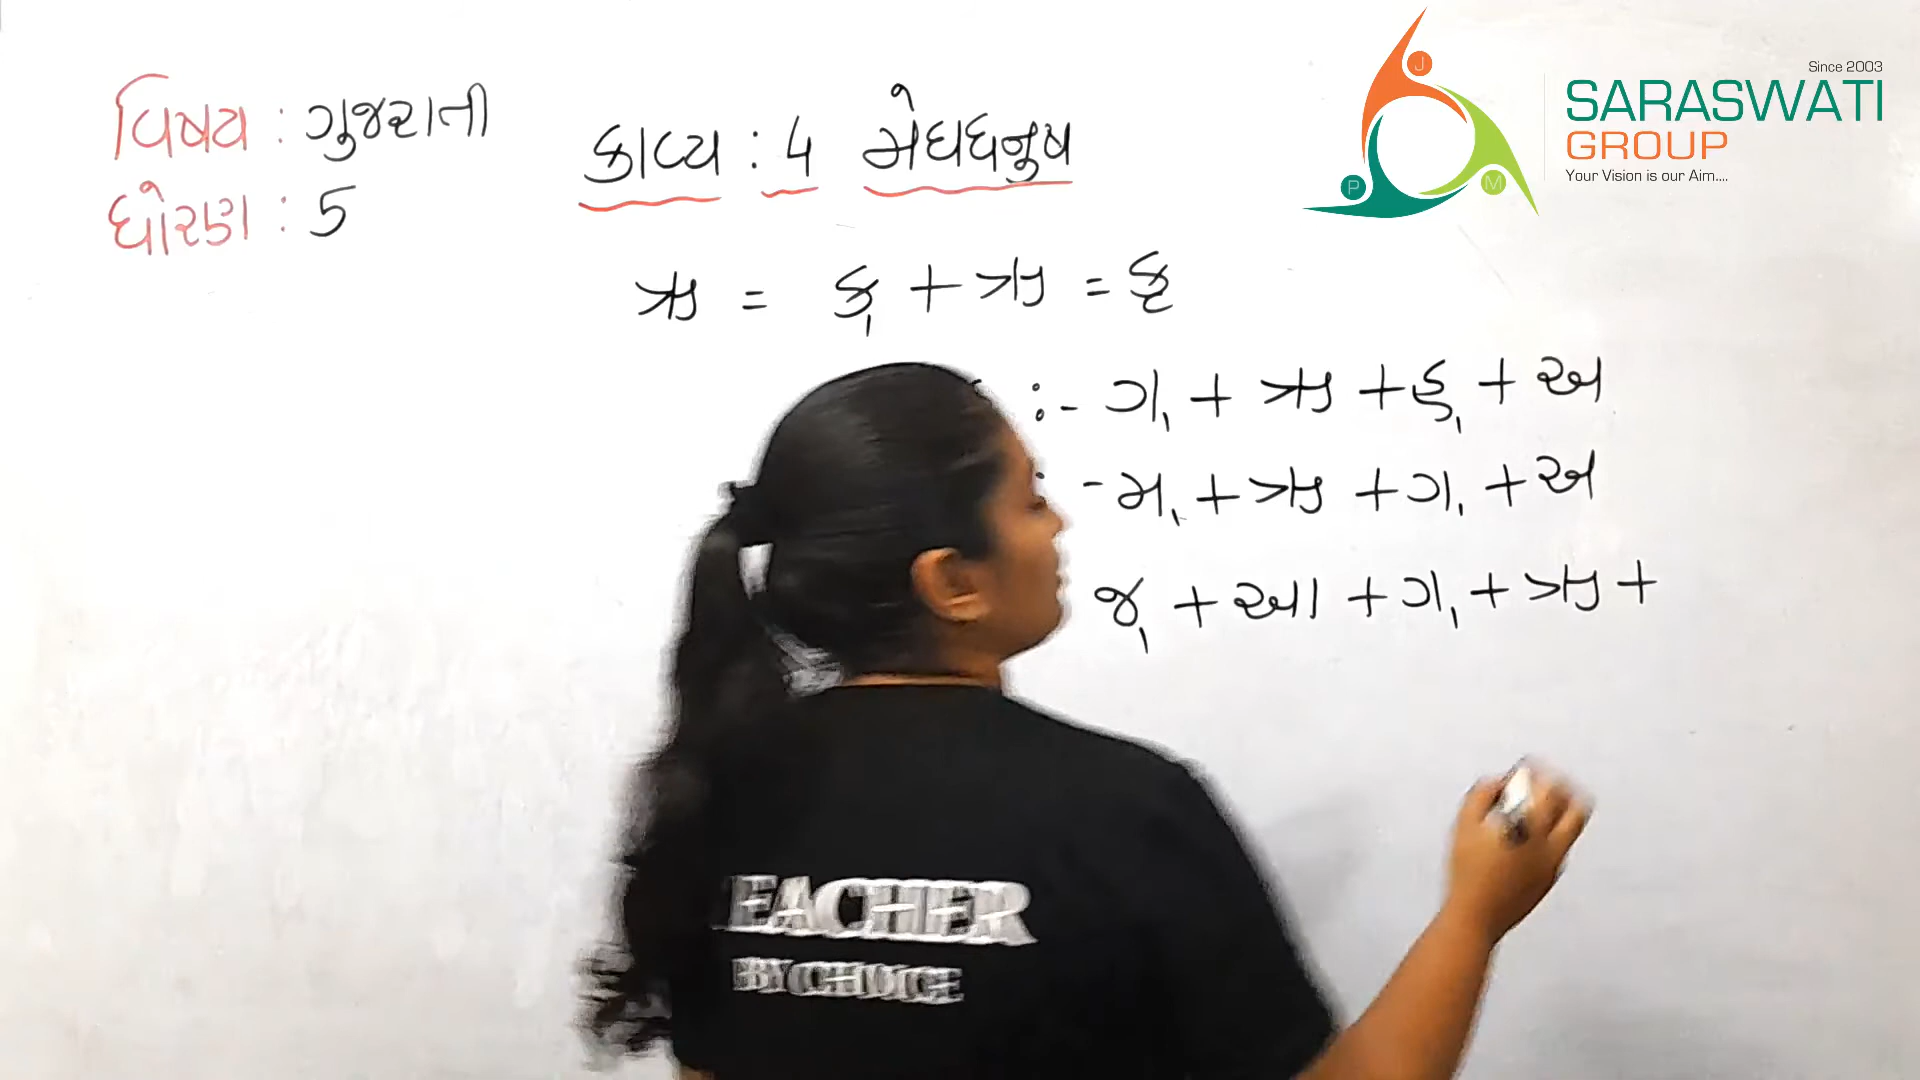 વિષય : ગુજરાતી
ધોરણ : 5
કાવ્ય : 4 મેઘધનુષ
ઋ = ક્ + ઋ = કૃ
:- ગ્ + ઋ + હ્ + અ
:- મ્ + ઋ + ગ્ + અ
જ્ + આ + ગ્ + ઋ +
Since 2003
SARASWATI
GROUP
Your Vision is our Aim....
J
P
M
EACHER
BY CHOICE